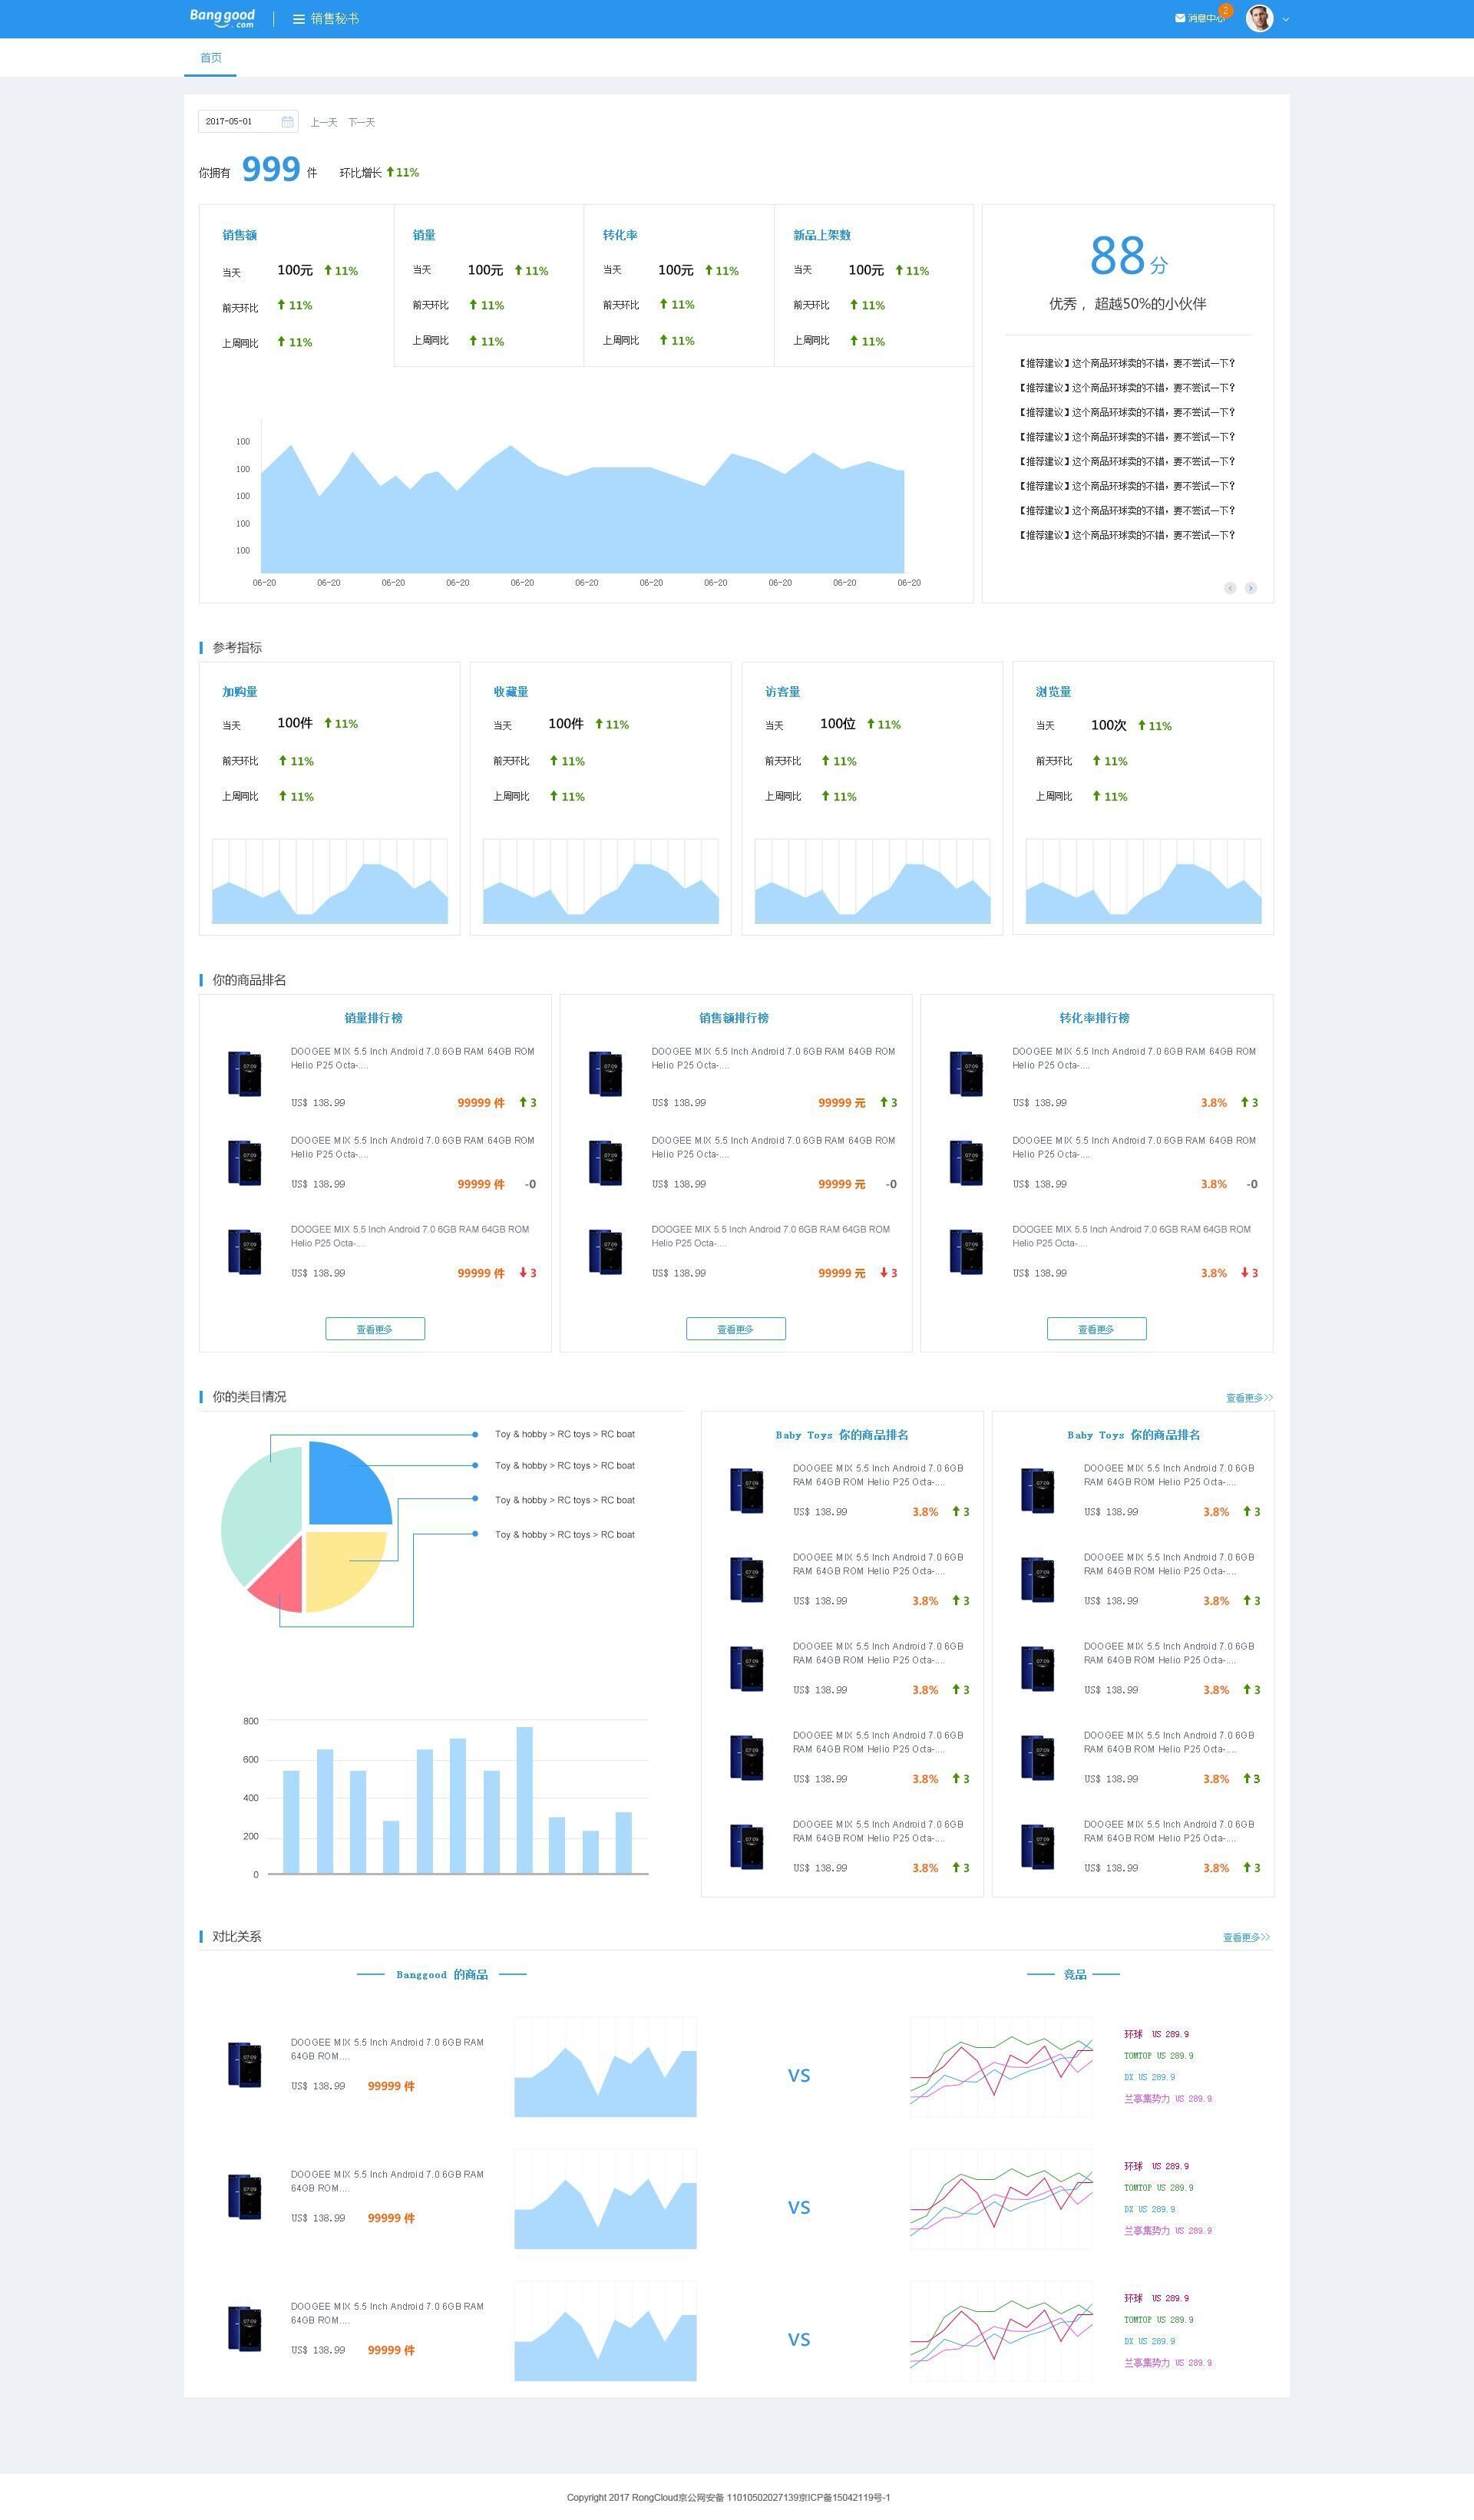 Banggood
.com
销售秘书
消息中心
2
首页
2017-05-01
上一天 下一天
你拥有 999 件 环比增长 11%
销售额
当天 100元 11%
前天环比 11%
上周同比 11%
销量
当天 100元 11%
前天环比 11%
上周同比 11%
转化率
当天 100元 11%
前天环比 11%
上周同比 11%
新品上架数
当天 100元 11%
前天环比 11%
上周同比 11%
100
100
100
100
100
06-20 06-20 06-20 06-20 06-20 06-20 06-20 06-20 06-20 06-20 06-20
88分
优秀，超越50%的小伙伴
【推荐建议】这个商品环球卖的不错，要不尝试一下？
【推荐建议】这个商品环球卖的不错，要不尝试一下？
【推荐建议】这个商品环球卖的不错，要不尝试一下？
【推荐建议】这个商品环球卖的不错，要不尝试一下？
【推荐建议】这个商品环球卖的不错，要不尝试一下？
【推荐建议】这个商品环球卖的不错，要不尝试一下？
【推荐建议】这个商品环球卖的不错，要不尝试一下？
【推荐建议】这个商品环球卖的不错，要不尝试一下？
参考指标
加购量
当天 100件 11%
前天环比 11%
上周同比 11%
收藏量
当天 100件 11%
前天环比 11%
上周同比 11%
访客量
当天 100位 11%
前天环比 11%
上周同比 11%
浏览量
当天 100次 11%
前天环比 11%
上周同比 11%
你的商品排名
销量排行榜
DOOGEE MIX 5.5 Inch Android 7.0 6GB RAM 64GB ROM
Helio P25 Octa-....
US$ 138.99 99999 件 3
DOOGEE MIX 5.5 Inch Android 7.0 6GB RAM 64GB ROM
Helio P25 Octa-....
US$ 138.99 99999 件 -0
DOOGEE MIX 5.5 Inch Android 7.0 6GB RAM 64GB ROM
Helio P25 Octa-....
US$ 138.99 99999 件 3
查看更多
销售额排行榜
DOOGEE MIX 5.5 Inch Android 7.0 6GB RAM 64GB ROM
Helio P25 Octa-....
US$ 138.99 99999 元 3
DOOGEE MIX 5.5 Inch Android 7.0 6GB RAM 64GB ROM
Helio P25 Octa-....
US$ 138.99 99999 元 -0
DOOGEE MIX 5.5 Inch Android 7.0 6GB RAM 64GB ROM
Helio P25 Octa-....
US$ 138.99 99999 元 3
查看更多
转化率排行榜
DOOGEE MIX 5.5 Inch Android 7.0 6GB RAM 64GB ROM
Helio P25 Octa-....
US$ 138.99 3.8% 3
DOOGEE MIX 5.5 Inch Android 7.0 6GB RAM 64GB ROM
Helio P25 Octa-....
US$ 138.99 3.8% -0
DOOGEE MIX 5.5 Inch Android 7.0 6GB RAM 64GB ROM
Helio P25 Octa-....
US$ 138.99 3.8% 3
查看更多
你的类目情况
查看更多>>
Toy & hobby > RC toys > RC boat
Toy & hobby > RC toys > RC boat
Toy & hobby > RC toys > RC boat
Toy & hobby > RC toys > RC boat
800
600
400
200
0
Baby Toys 你的商品排名
DOOGEE MIX 5.5 Inch Android 7.0 6GB
RAM 64GB ROM Helio P25 Octa-....
US$ 138.99 3.8% 3
DOOGEE MIX 5.5 Inch Android 7.0 6GB
RAM 64GB ROM Helio P25 Octa-....
US$ 138.99 3.8% 3
DOOGEE MIX 5.5 Inch Android 7.0 6GB
RAM 64GB ROM Helio P25 Octa-....
US$ 138.99 3.8% 3
DOOGEE MIX 5.5 Inch Android 7.0 6GB
RAM 64GB ROM Helio P25 Octa-....
US$ 138.99 3.8% 3
DOOGEE MIX 5.5 Inch Android 7.0 6GB
RAM 64GB ROM Helio P25 Octa-....
US$ 138.99 3.8% 3
Baby Toys 你的商品排名
DOOGEE MIX 5.5 Inch Android 7.0 6GB
RAM 64GB ROM Helio P25 Octa-....
US$ 138.99 3.8% 3
DOOGEE MIX 5.5 Inch Android 7.0 6GB
RAM 64GB ROM Helio P25 Octa-....
US$ 138.99 3.8% 3
DOOGEE MIX 5.5 Inch Android 7.0 6GB
RAM 64GB ROM Helio P25 Octa-....
US$ 138.99 3.8% 3
DOOGEE MIX 5.5 Inch Android 7.0 6GB
RAM 64GB ROM Helio P25 Octa-....
US$ 138.99 3.8% 3
DOOGEE MIX 5.5 Inch Android 7.0 6GB
RAM 64GB ROM Helio P25 Octa-....
US$ 138.99 3.8% 3
对比关系
查看更多>>
Banggood 的商品
竞品
DOOGEE MIX 5.5 Inch Android 7.0 6GB RAM
64GB ROM....
US$ 138.99 99999 件
VS
环球 US 289.9
TOMTOP US 289.9
DX US 289.9
兰亭集势力 US 289.9
DOOGEE MIX 5.5 Inch Android 7.0 6GB RAM
64GB ROM....
US$ 138.99 99999 件
VS
环球 US 289.9
TOMTOP US 289.9
DX US 289.9
兰亭集势力 US 289.9
DOOGEE MIX 5.5 Inch Android 7.0 6GB RAM
64GB ROM....
US$ 138.99 99999 件
VS
环球 US 289.9
TOMTOP US 289.9
DX US 289.9
兰亭集势力 US 289.9
Copyright 2017 RongCloud京公网安备 11010502027139京ICP备15042119号-1